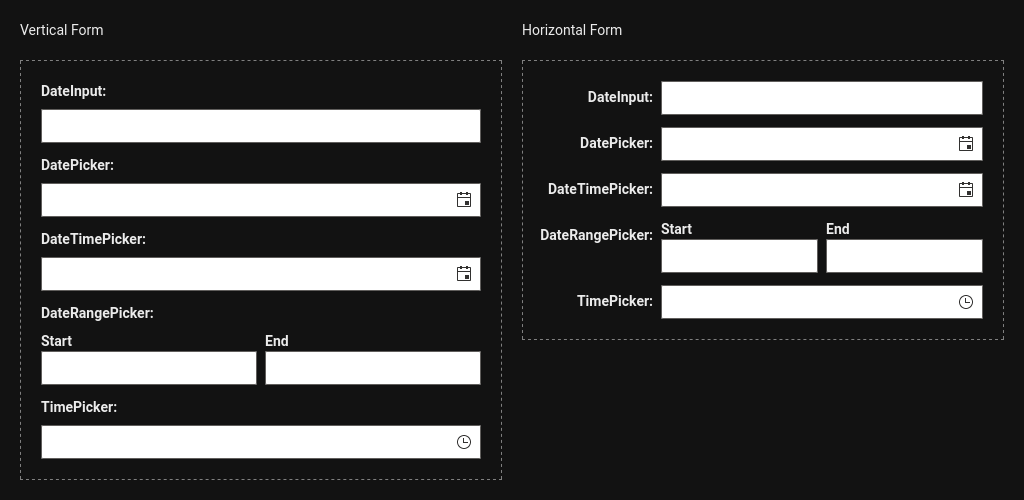 Vertical Form
DateInput:
DatePicker:
DateTimePicker:
DateRangePicker:
Start End
TimePicker:
Horizontal Form
DateInput:
DatePicker:
DateTimePicker:
DateRangePicker: Start End
TimePicker: